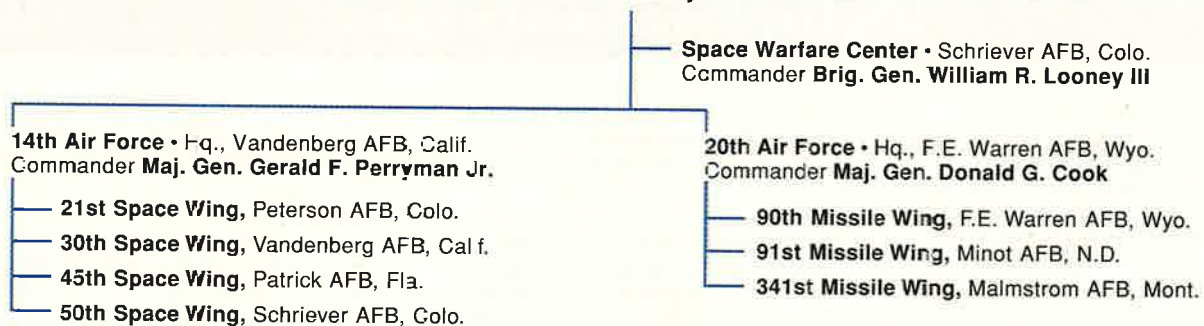 Space Warfare Center • Schriever AFB, Colo.
Commander Brig. Gen. William R. Looney III
14th Air Force • Hq., Vandenberg AFB, Calif.
Commander Maj. Gen. Gerald F. Perryman Jr.
21st Space Wing, Peterson AFB, Colo.
30th Space Wing, Vandenberg AFB, Calif.
45th Space Wing, Patrick AFB, Fla.
50th Space Wing, Schriever AFB, Colo.
20th Air Force • Hq., F.E. Warren AFB, Wyo.
Commander Maj. Gen. Donald G. Cook
90th Missile Wing, F.E. Warren AFB, Wyo.
91st Missile Wing, Minot AFB, N.D.
341st Missile Wing, Malmstrom AFB, Mont.